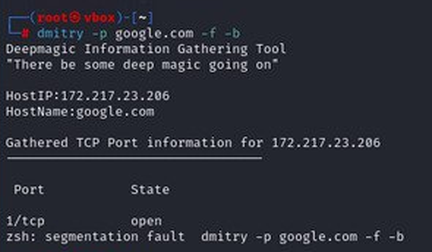 ┌──(root㉿vbox)-[~]
└─# dmitry -p google.com -f -b
Deepmagic Information Gathering Tool
"There be some deep magic going on"
HostIP:172.217.23.206
HostName:google.com
Gathered TCP Port information for 172.217.23.206
Port State
1/tcp open
zsh: segmentation fault dmitry -p google.com -f -b